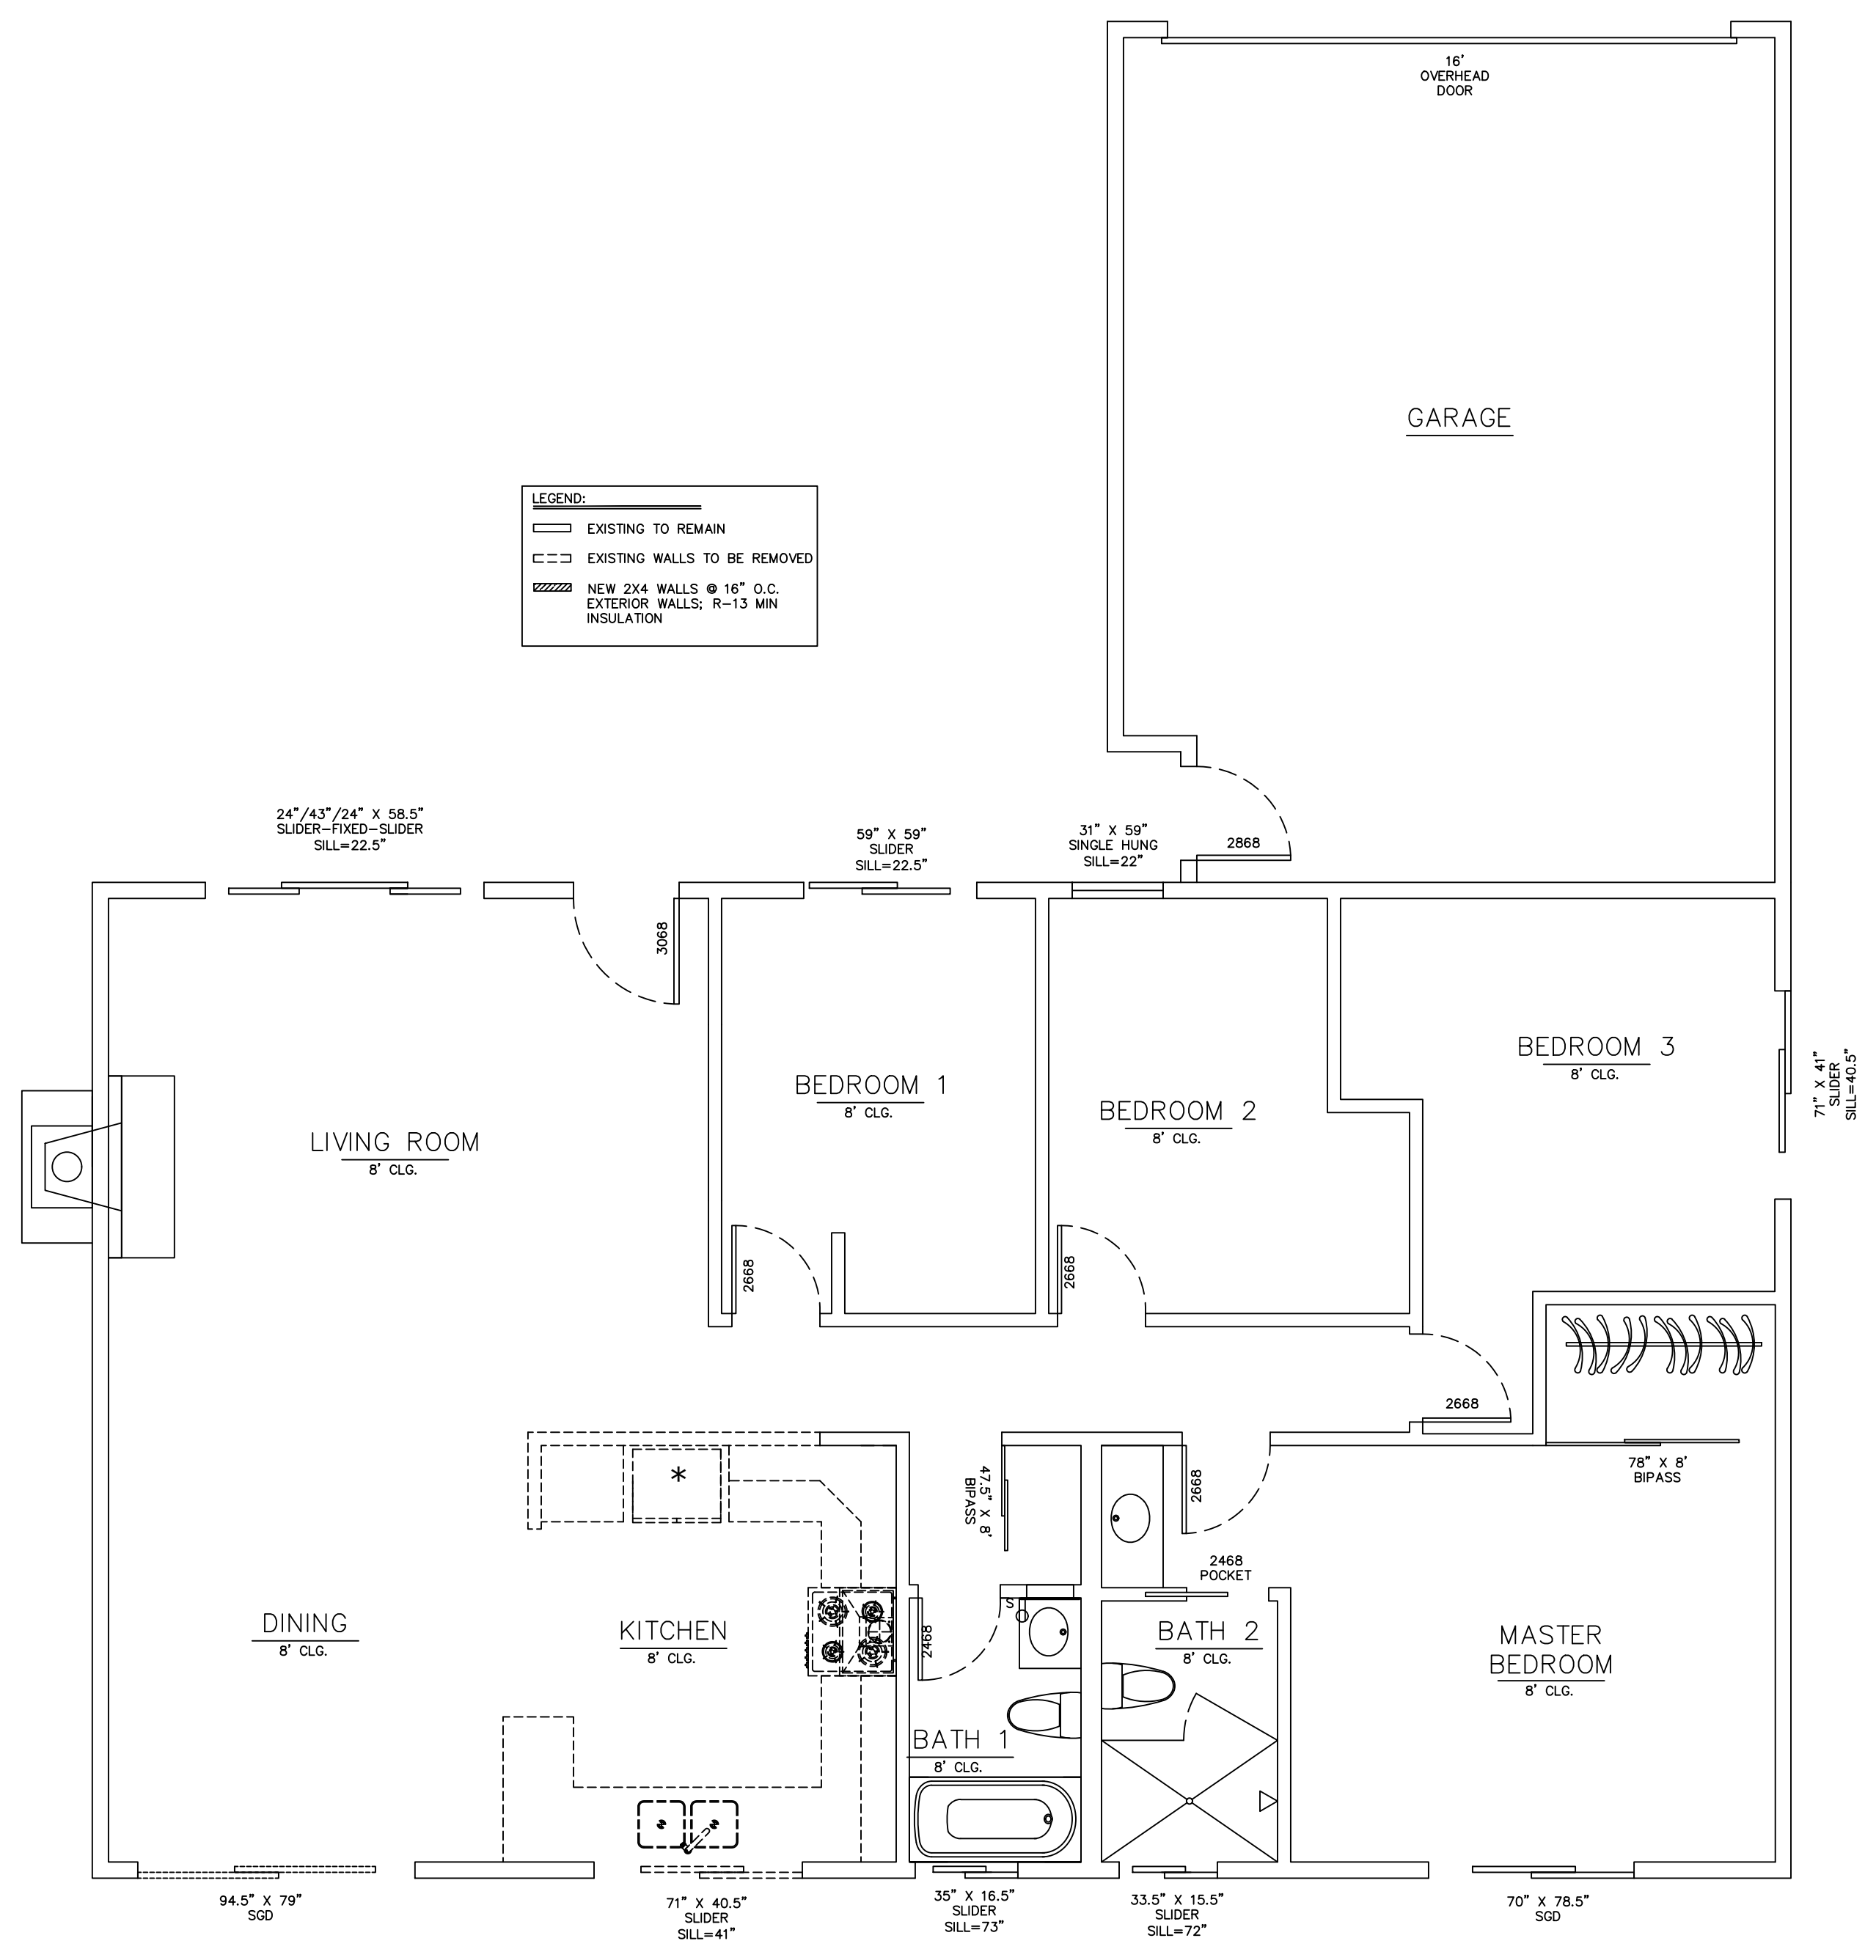 16'
OVERHEAD
DOOR
GARAGE
LEGEND:
EXISTING TO REMAIN
EXISTING WALLS TO BE REMOVED
NEW 2X4 WALLS @ 16" O.C.
EXTERIOR WALLS; R-13 MIN
INSULATION
24"/43"/24" X 58.5"
SLIDER-FIXED-SLIDER
SILL=22.5"
59" X 59"
SLIDER
SILL=22.5"
31" X 59"
SINGLE HUNG
SILL=22"
2868
3068
BEDROOM 3
8' CLG.
71" X 41"
SLIDER
SILL=40.5"
BEDROOM 1
8' CLG.
BEDROOM 2
8' CLG.
LIVING ROOM
8' CLG.
2668
2668
2668
78" X 8'
BIPASS
*
47.5" X 8'
BIPASS
2668
2468
POCKET
S
2468
DINING
8' CLG.
KITCHEN
8' CLG.
BATH 2
8' CLG.
MASTER
BEDROOM
8' CLG.
BATH 1
8' CLG.
94.5" X 79"
SGD
71" X 40.5"
SLIDER
SILL=41"
35" X 16.5"
SLIDER
SILL=73"
33.5" X 15.5"
SLIDER
SILL=72"
70" X 78.5"
SGD